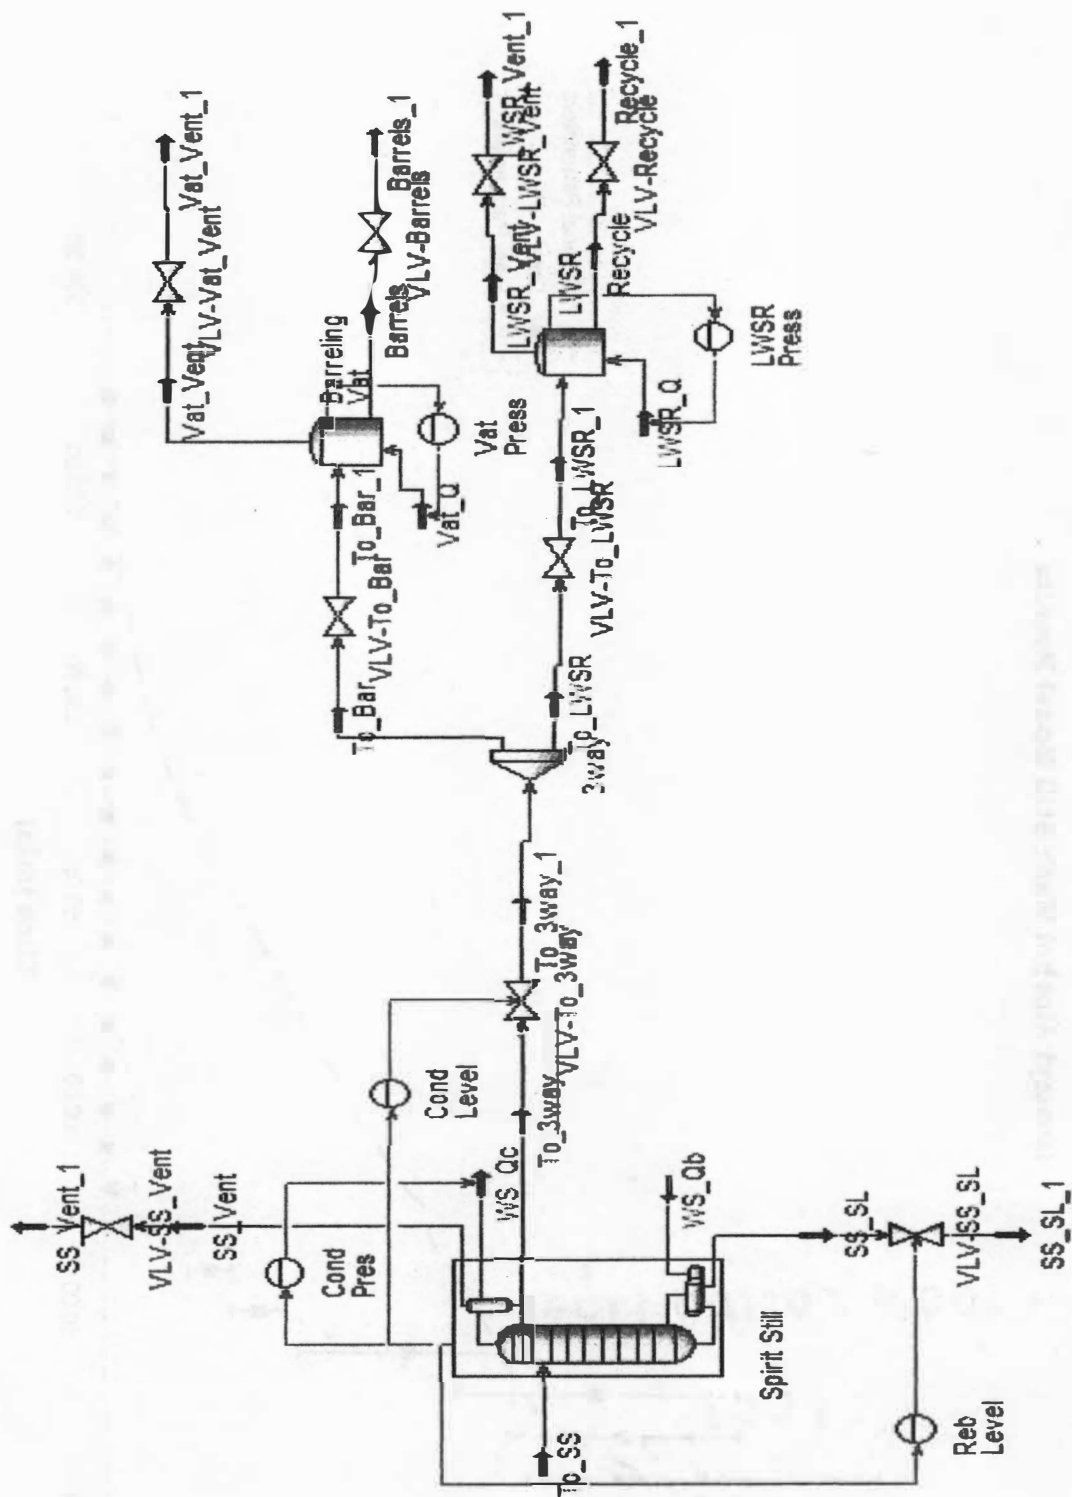 Vat_Vent_1
VLV-Vat_Vent
Vat_Vent
Barrels_1
VLV-Barrels
Barrels
Barreling
Vat
Vat
Press
Vat_Q
To_Bar_1
VLV-To_Bar
To_Bar
WSR_Vent_1
VLV-LWSR_Vent
LWSR_Vent
Recycle_1
VLV-Recycle
Recycle
LWSR
LWSR
Press
LWSR_Q
To_LWSR_1
VLV-To_LWSR
To_LWSR
3way
To_3way_1
VLV-To_3way
To_3way
Cond
Level
SS_Vent_1
VLV-SS_Vent
SS_Vent
Cond
Pres
WS_Qc
WS_Qb
SS_SL
VLV-SS_SL
SS_SL_1
Spirit Still
To_SS
Reb
Level